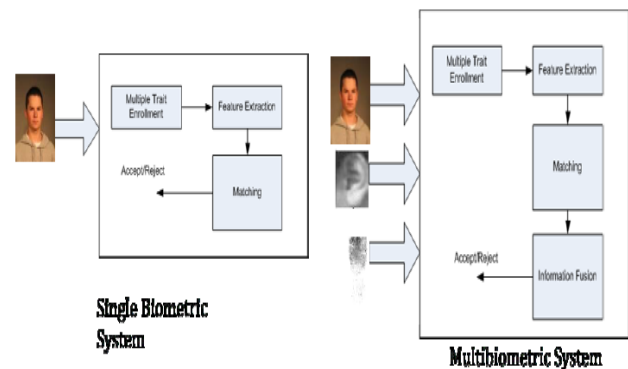 Multiple Trait
Enrollment
Feature Extraction
Accept/Reject
Matching
Single Biometric
System
Multiple Trait
Enrollment
Feature Extraction
Matching
Accept/Reject
Information Fusion
Multibiometric System